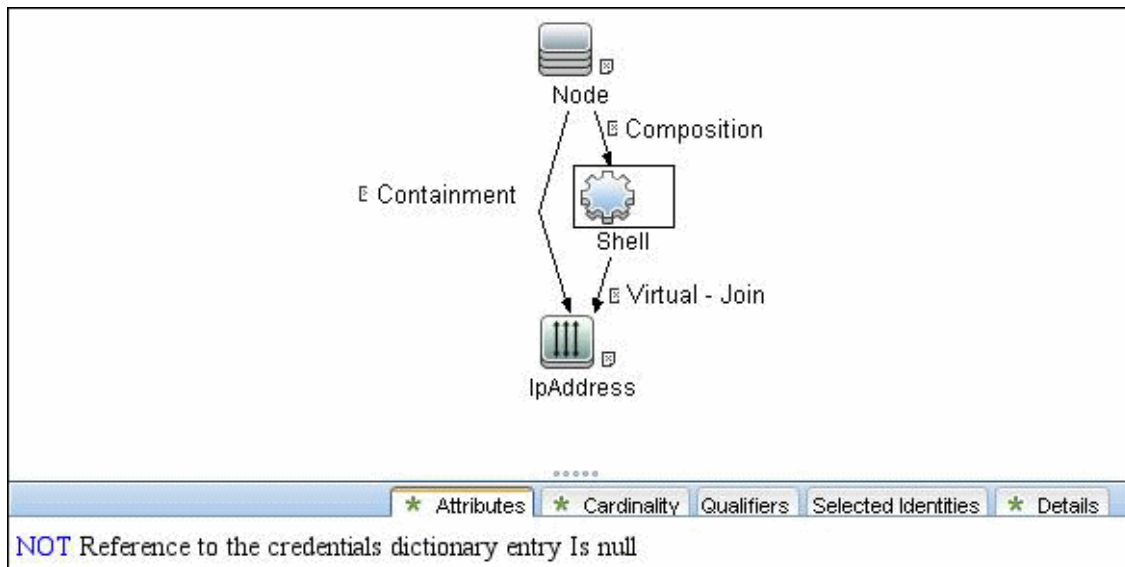 Node
Composition
Containment
Shell
Virtual - Join
IpAddress
* Attributes * Cardinality Qualifiers Selected Identities * Details
NOT Reference to the credentials dictionary entry Is null